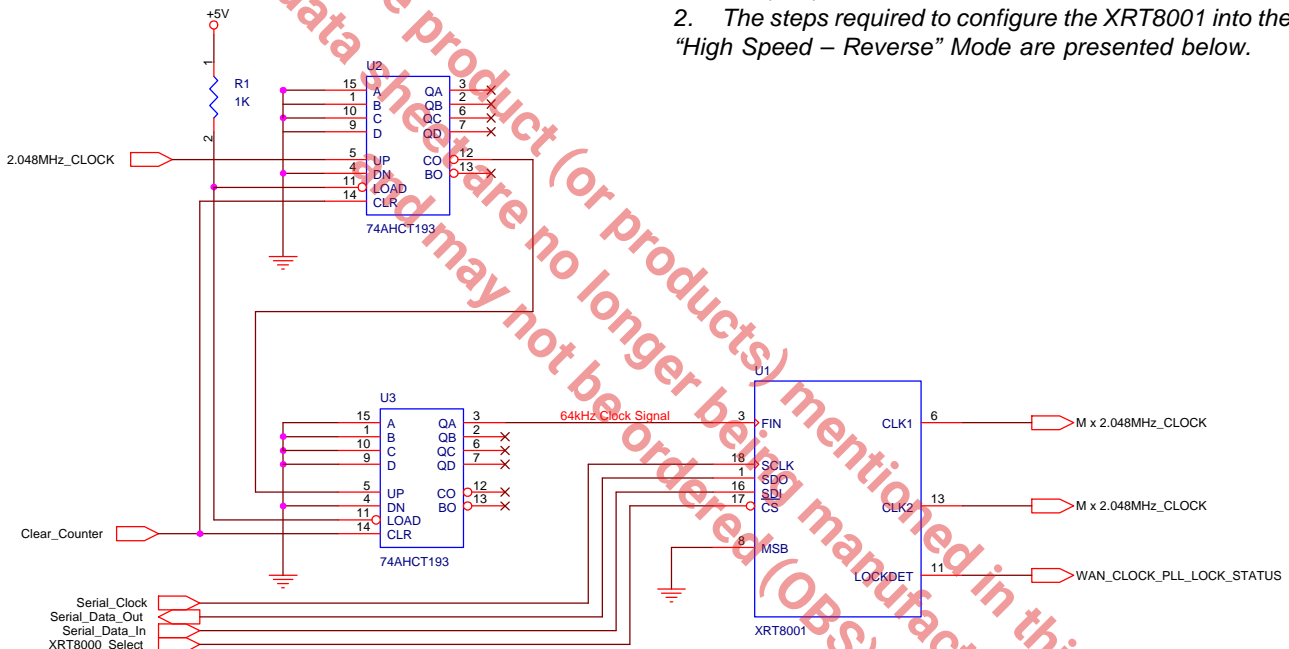 2. The steps required to configure the XRT8001 into the
“High Speed – Reverse” Mode are presented below.
+5V
1
R1
1K
2
U2
15 A QA 3
1 B QB 2
10 C QC 6
9 D QD 7
2.048MHz_CLOCK
5 UP CO 12
4 DN BO 13
11 LOAD
14 CLR
74AHCT193
U3
15 A QA 3
1 B QB 2
10 C QC 6
9 D QD 7
5 UP CO 12
4 DN BO 13
11 LOAD
14 CLR
74AHCT193
Clear_Counter
64kHz Clock Signal
U1
3 FIN CLK1 6
M x 2.048MHz_CLOCK
18 SCLK
1 SDO
16 SDI
17 CS CLK2 13
M x 2.048MHz_CLOCK
8 MSB
LOCKDET 11
WAN_CLOCK_PLL_LOCK_STATUS
XRT8001
Serial_Clock
Serial_Data_Out
Serial_Data_In
XRT8000_Select
e product (or products) mentioned in thi
data sheet are no longer being manufact
and may not be ordered (OBS)